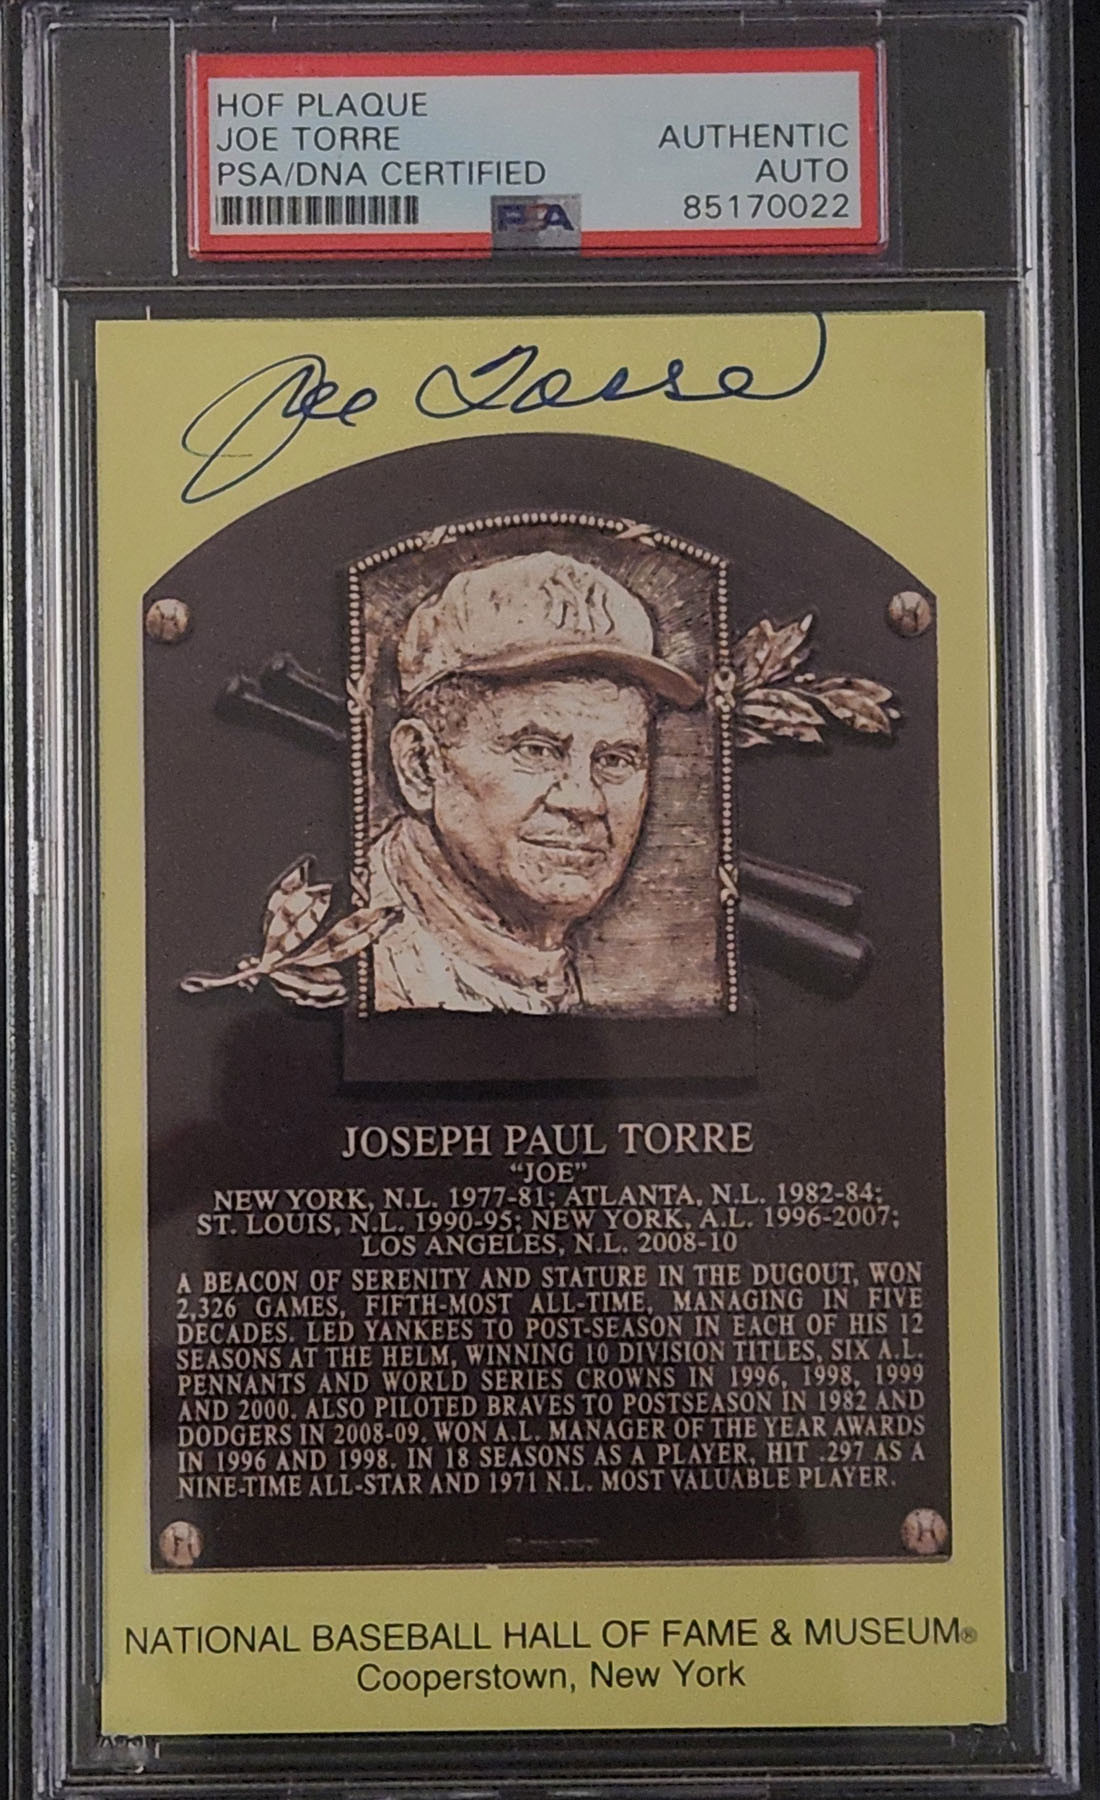 HOF PLAQUE
JOE TORRE
PSA/DNA CERTIFIED
AUTHENTIC
AUTO
85170022
PSA
Joe Torre
NY
JOSEPH PAUL TORRE
“JOE”
NEW YORK, N.L. 1977-81; ATLANTA, N.L. 1982-84;
ST. LOUIS, N.L. 1990-95; NEW YORK, A.L. 1996-2007;
LOS ANGELES, N.L. 2008-10
A BEACON OF SERENITY AND STATURE IN THE DUGOUT, WON
2,326 GAMES, FIFTH-MOST ALL-TIME, MANAGING IN FIVE
DECADES. LED YANKEES TO POST-SEASON IN EACH OF HIS 12
SEASONS AT THE HELM, WINNING 10 DIVISION TITLES, SIX A.L.
PENNANTS AND WORLD SERIES CROWNS IN 1996, 1998, 1999
AND 2000. ALSO PILOTED BRAVES TO POSTSEASON IN 1982 AND
DODGERS IN 2008-09. WON A.L. MANAGER OF THE YEAR AWARDS
IN 1996 AND 1998. IN 18 SEASONS AS A PLAYER, HIT .297 AS A
NINE-TIME ALL-STAR AND 1971 N.L. MOST VALUABLE PLAYER.
NATIONAL BASEBALL HALL OF FAME & MUSEUM®
Cooperstown, New York